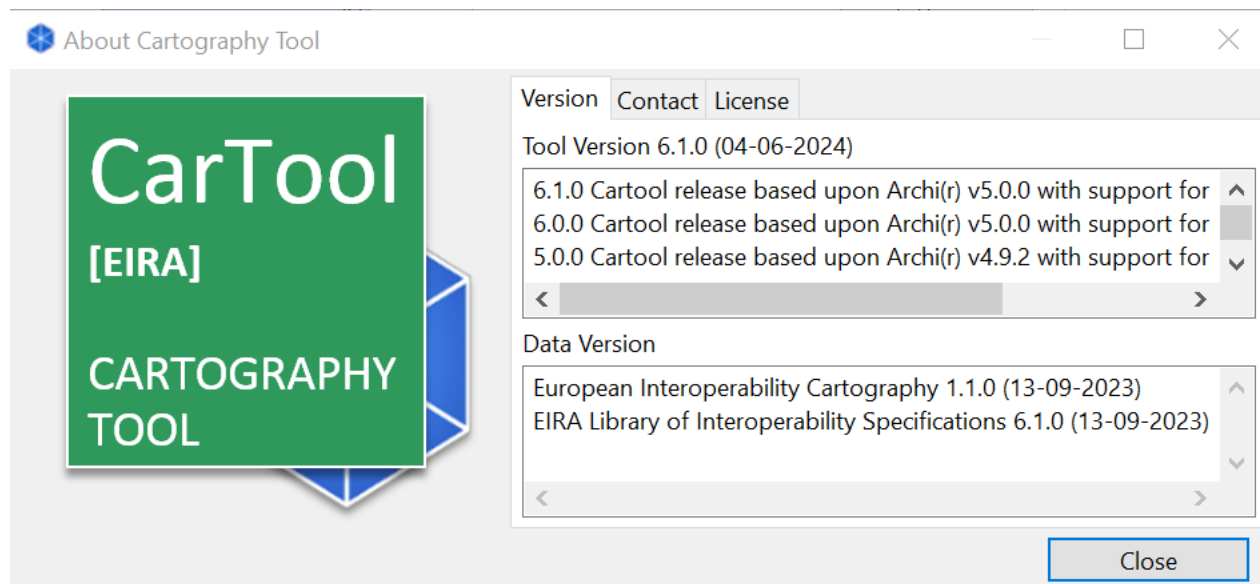 About Cartography Tool
CarTool
[EIRA]
CARTOGRAPHY
TOOL
Version Contact License
Tool Version 6.1.0 (04-06-2024)
6.1.0 Cartool release based upon Archi(r) v5.0.0 with support for
6.0.0 Cartool release based upon Archi(r) v5.0.0 with support for
5.0.0 Cartool release based upon Archi(r) v4.9.2 with support for
Data Version
European Interoperability Cartography 1.1.0 (13-09-2023)
EIRA Library of Interoperability Specifications 6.1.0 (13-09-2023)
Close